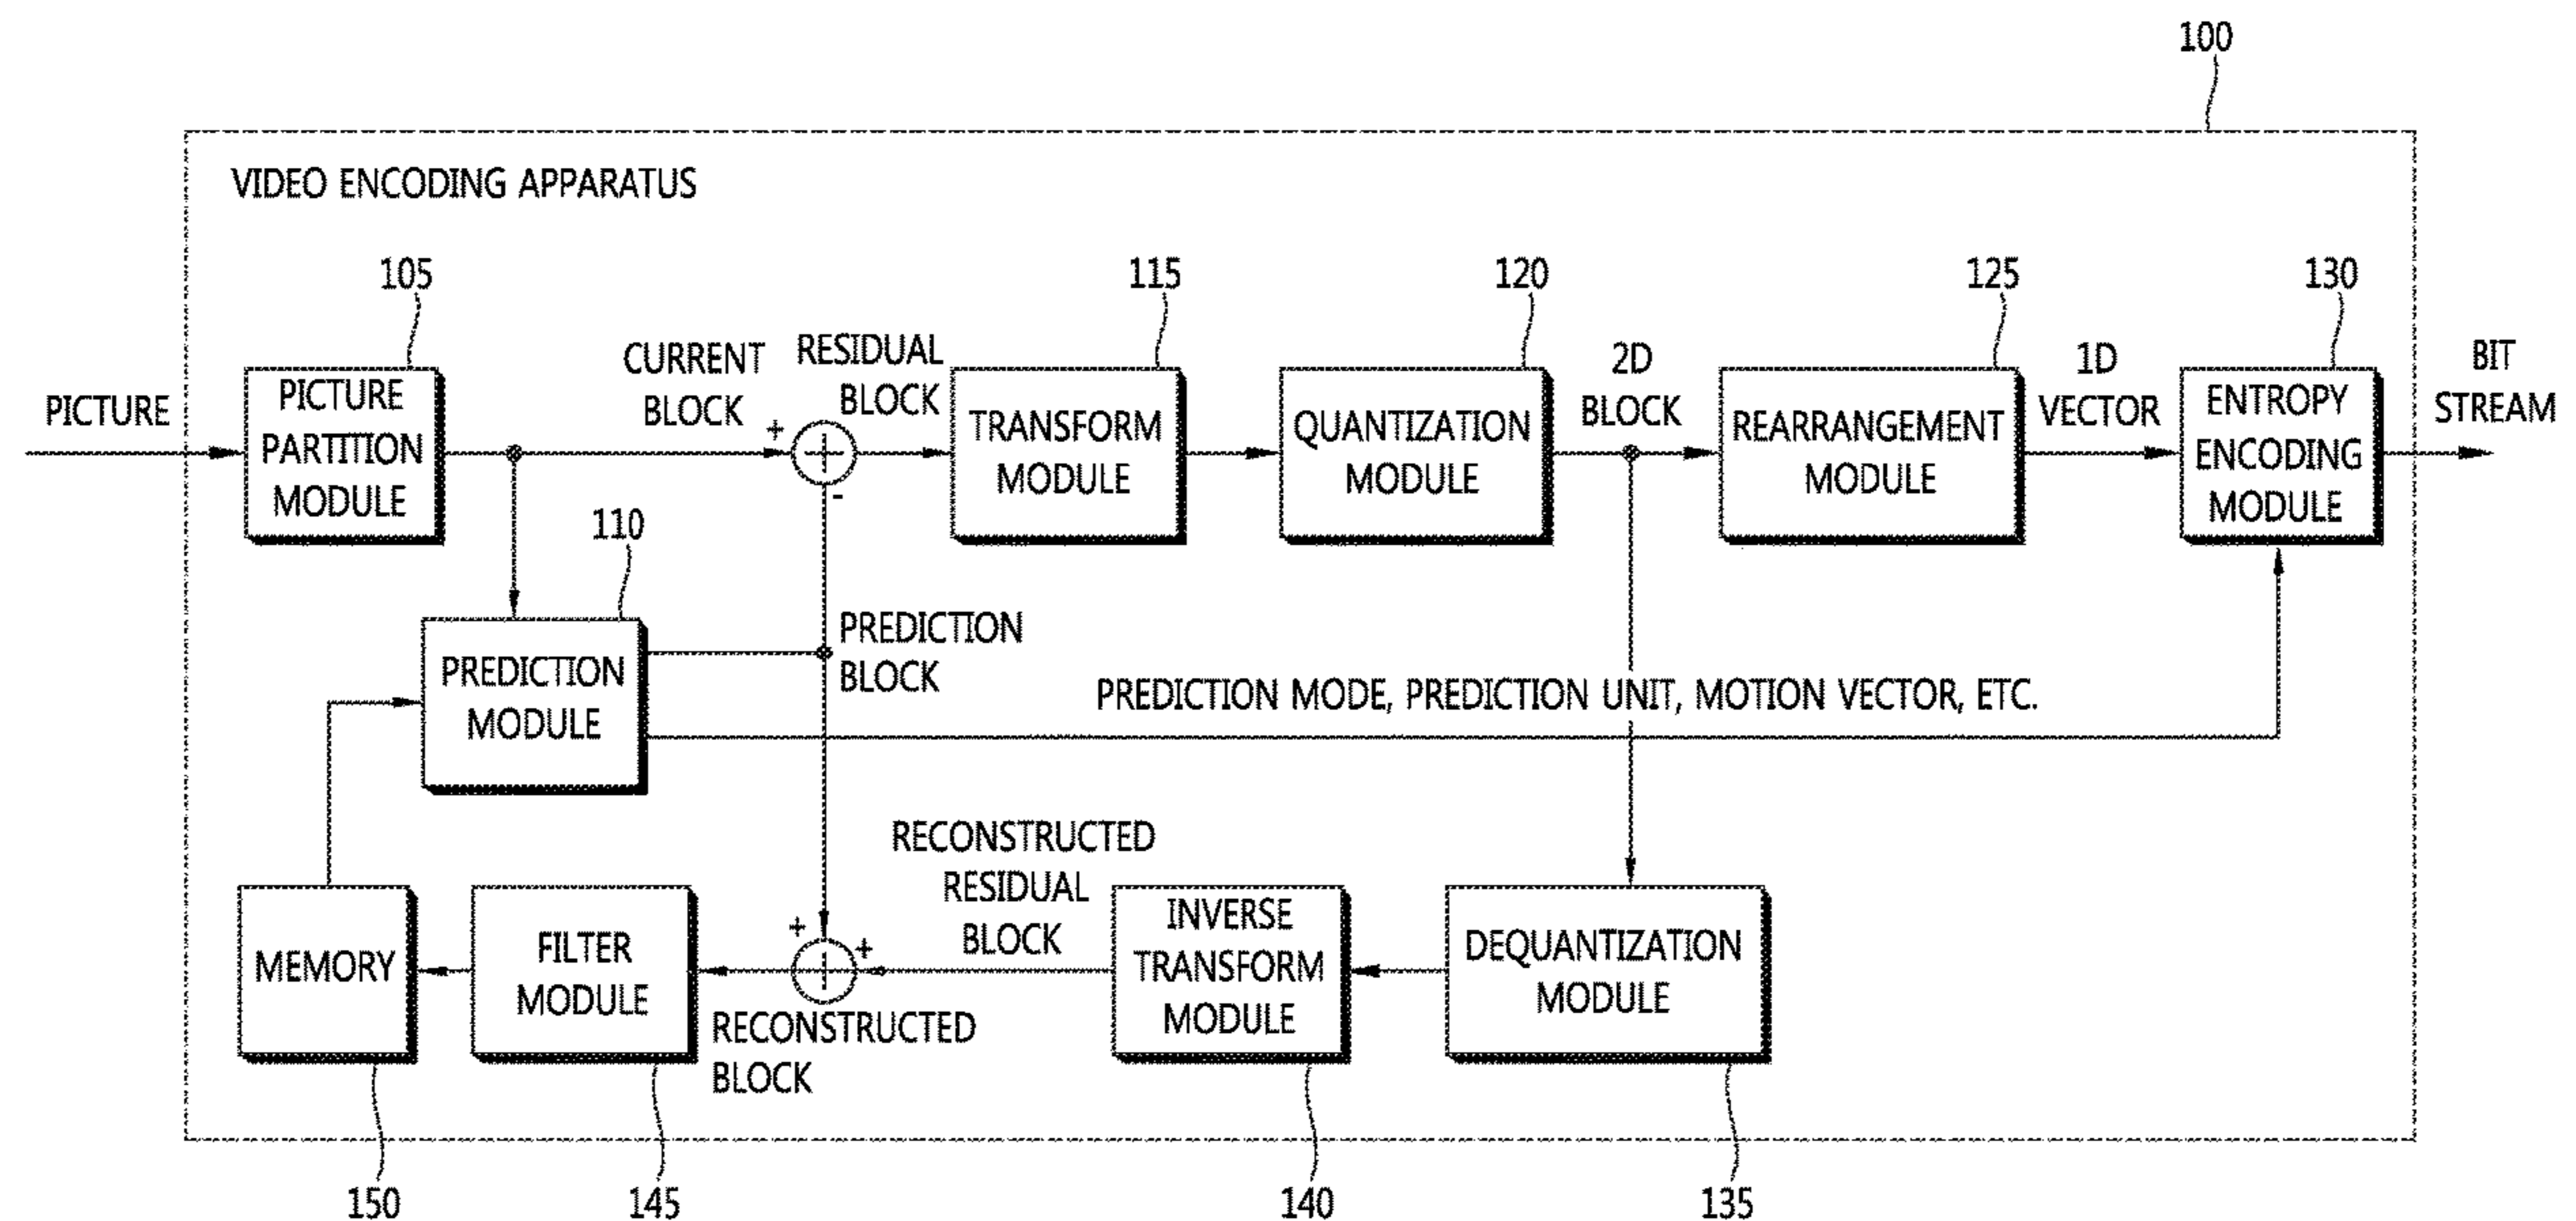 100
VIDEO ENCODING APPARATUS
105
115
120
125
130
PICTURE
PICTURE
PARTITION
MODULE
CURRENT
BLOCK
+
-
RESIDUAL
BLOCK
TRANSFORM
MODULE
QUANTIZATION
MODULE
2D
BLOCK
REARRANGEMENT
MODULE
1D
VECTOR
ENTROPY
ENCODING
MODULE
BIT
STREAM
110
PREDICTION
MODULE
PREDICTION
BLOCK
PREDICTION MODE, PREDICTION UNIT, MOTION VECTOR, ETC.
MEMORY
FILTER
MODULE
+
+
RECONSTRUCTED
BLOCK
RECONSTRUCTED
RESIDUAL
BLOCK
INVERSE
TRANSFORM
MODULE
DEQUANTIZATION
MODULE
150
145
140
135